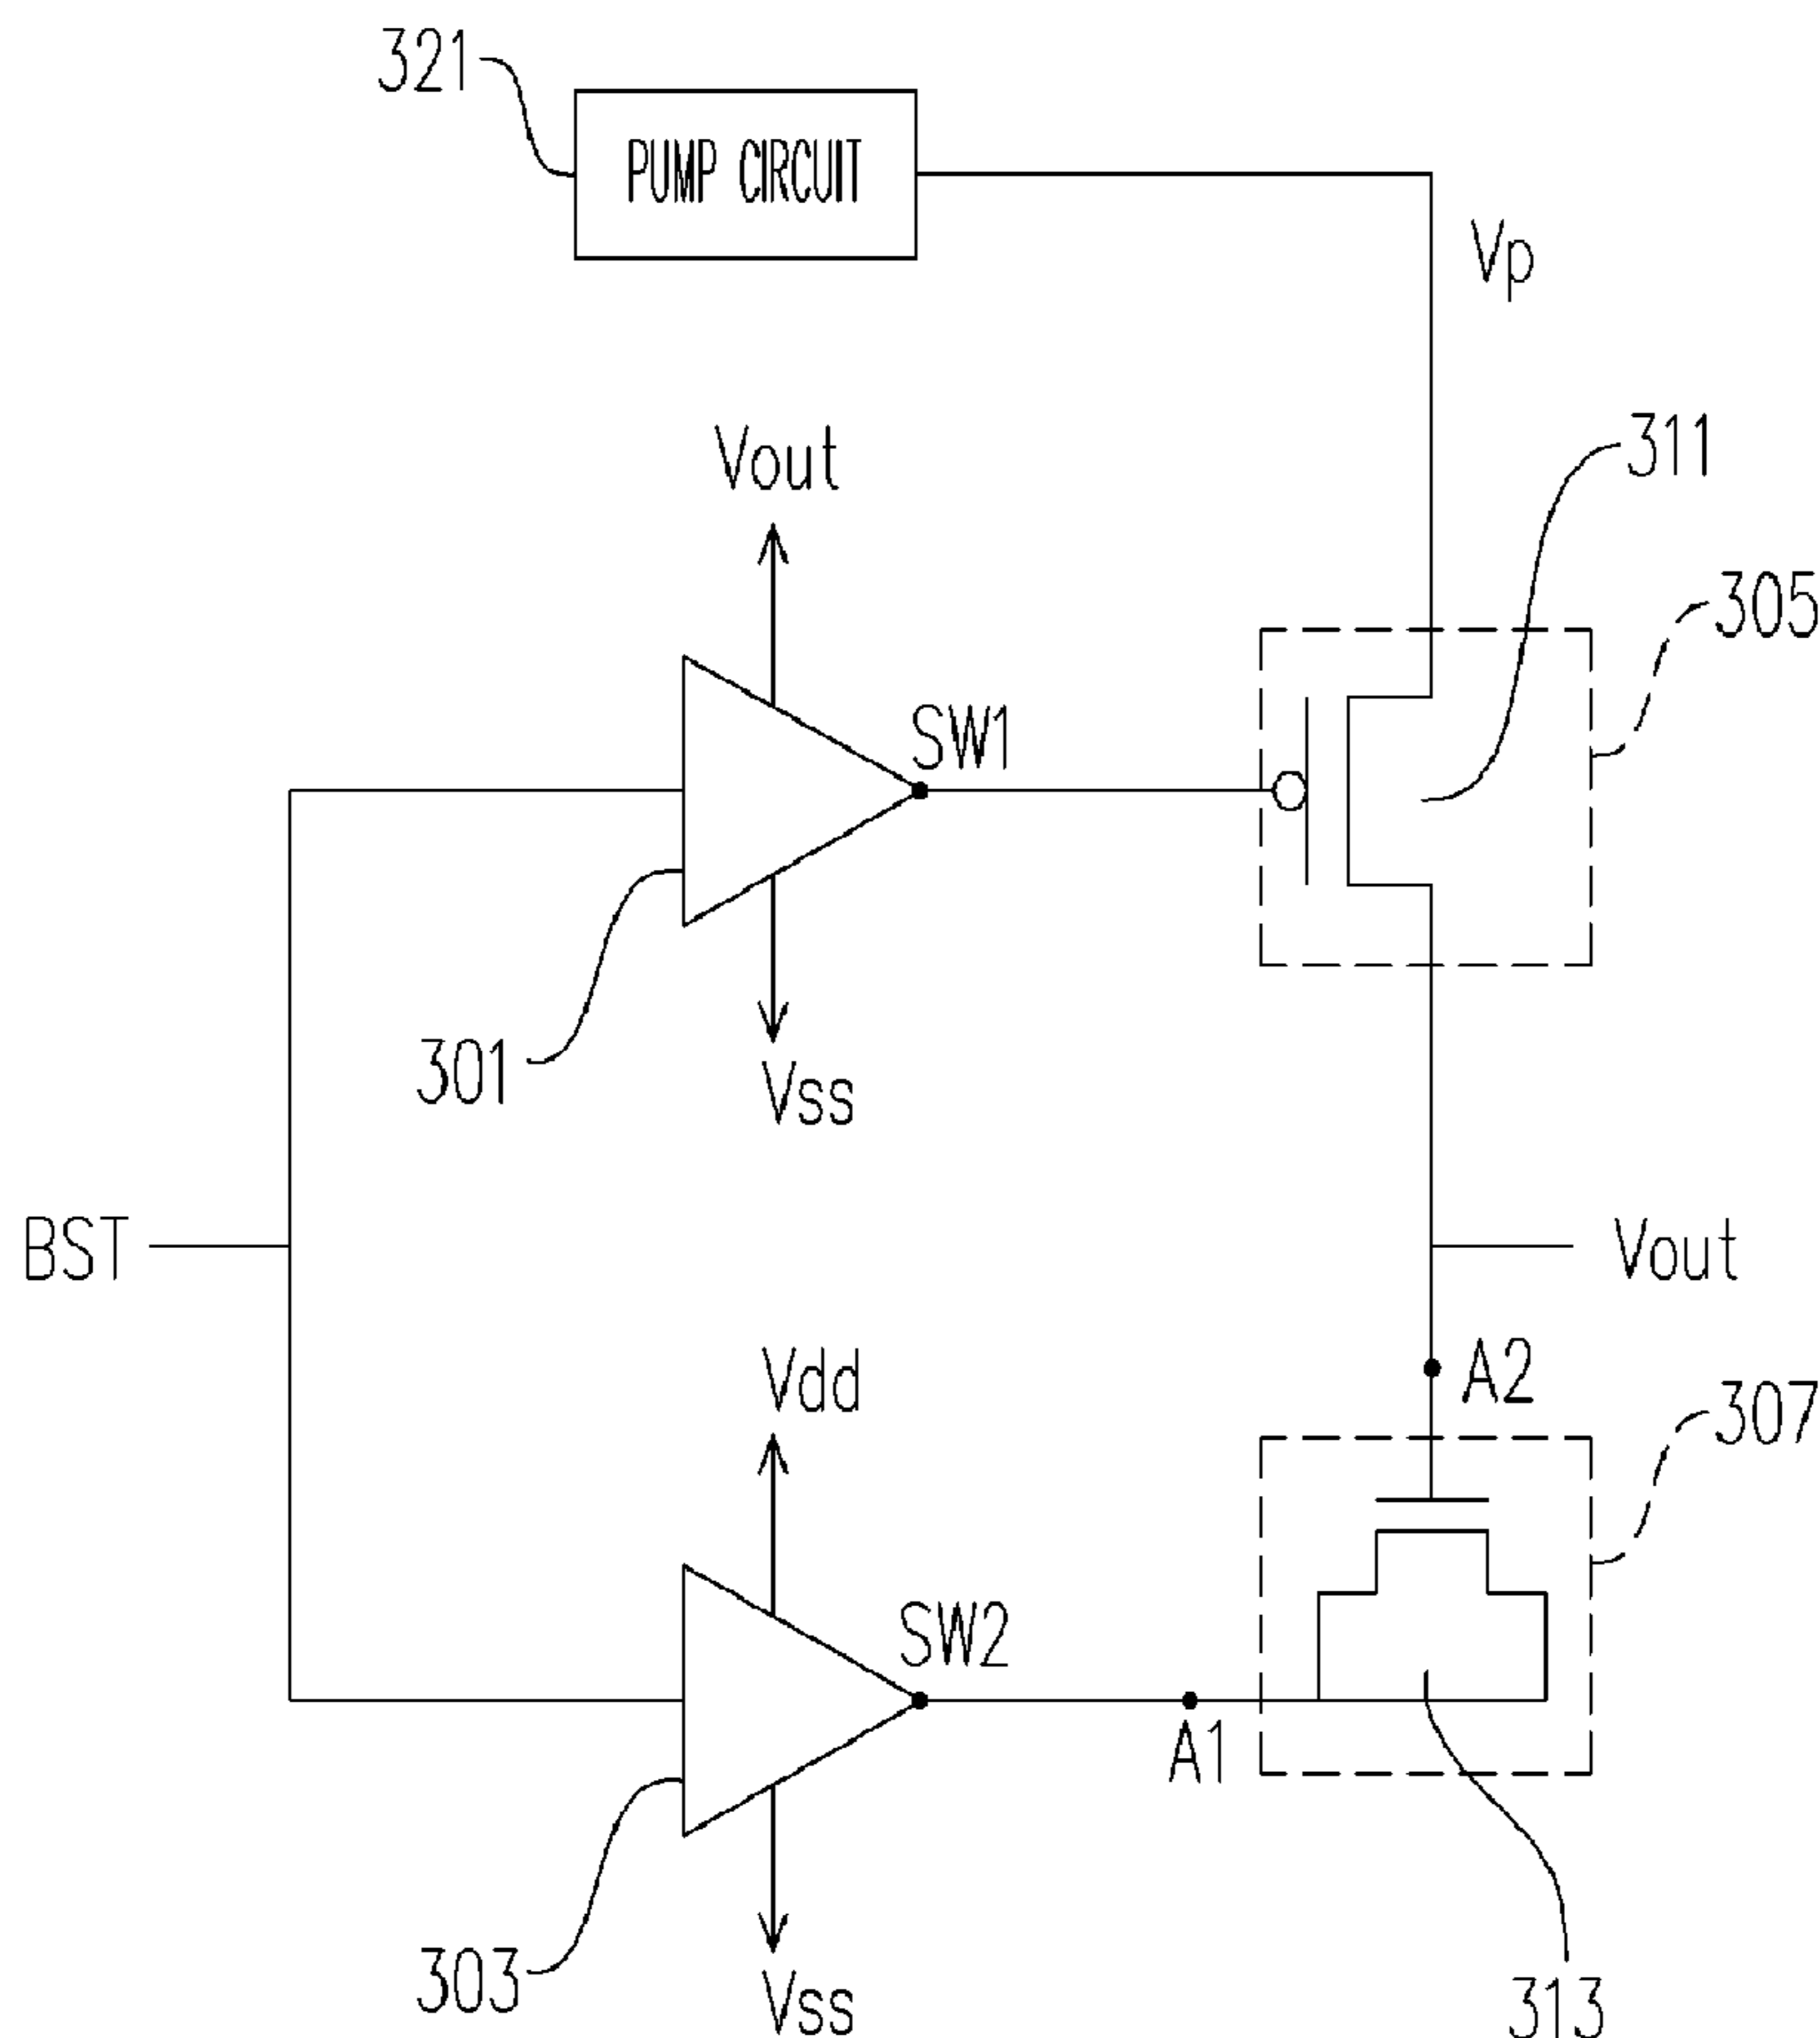 321
PUMP CIRCUIT
Vp
Vout
311
305
SW1
301
Vss
BST
Vout
Vdd
A2
307
SW2
A1
303
Vss
313